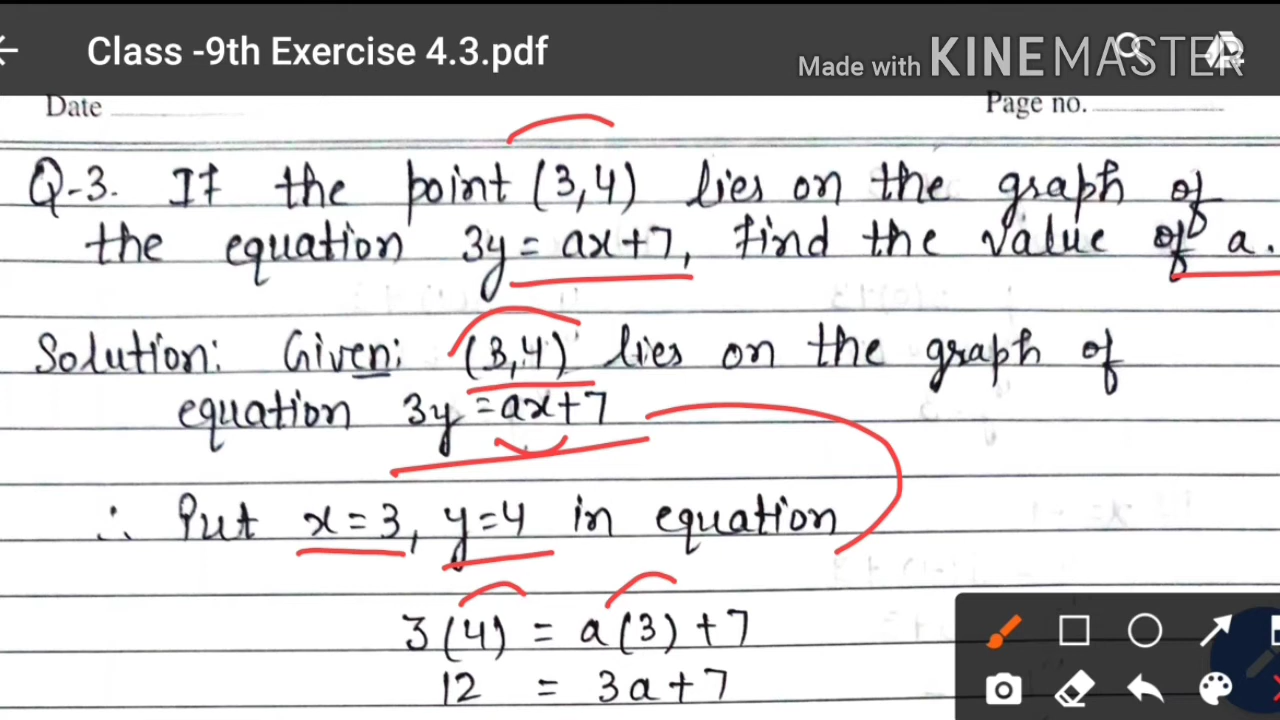 Class -9th Exercise 4.3.pdf
Made with KINEMASTER
Date
Page no.
Q-3. If the point (3,4) lies on the graph of
the equation 3y = ax+7, find the value of a.
Solution: Given: (3,4) lies on the graph of
equation 3y = ax+7
∴ Put x = 3, y = 4 in equation
3(4) = a(3)+7
12 = 3a+7